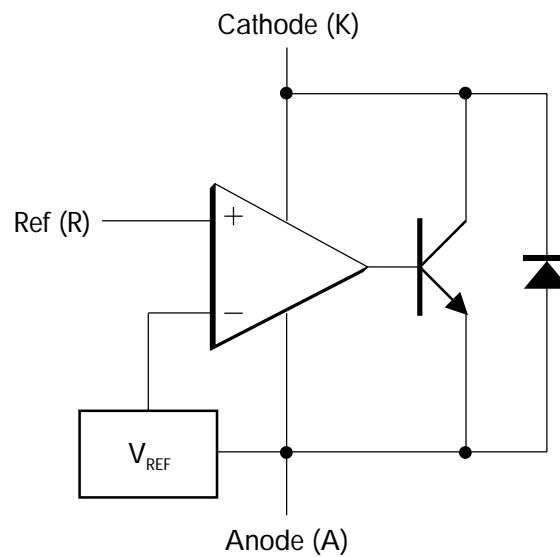 Cathode (K)
Ref (R)
+
−
VREF
Anode (A)